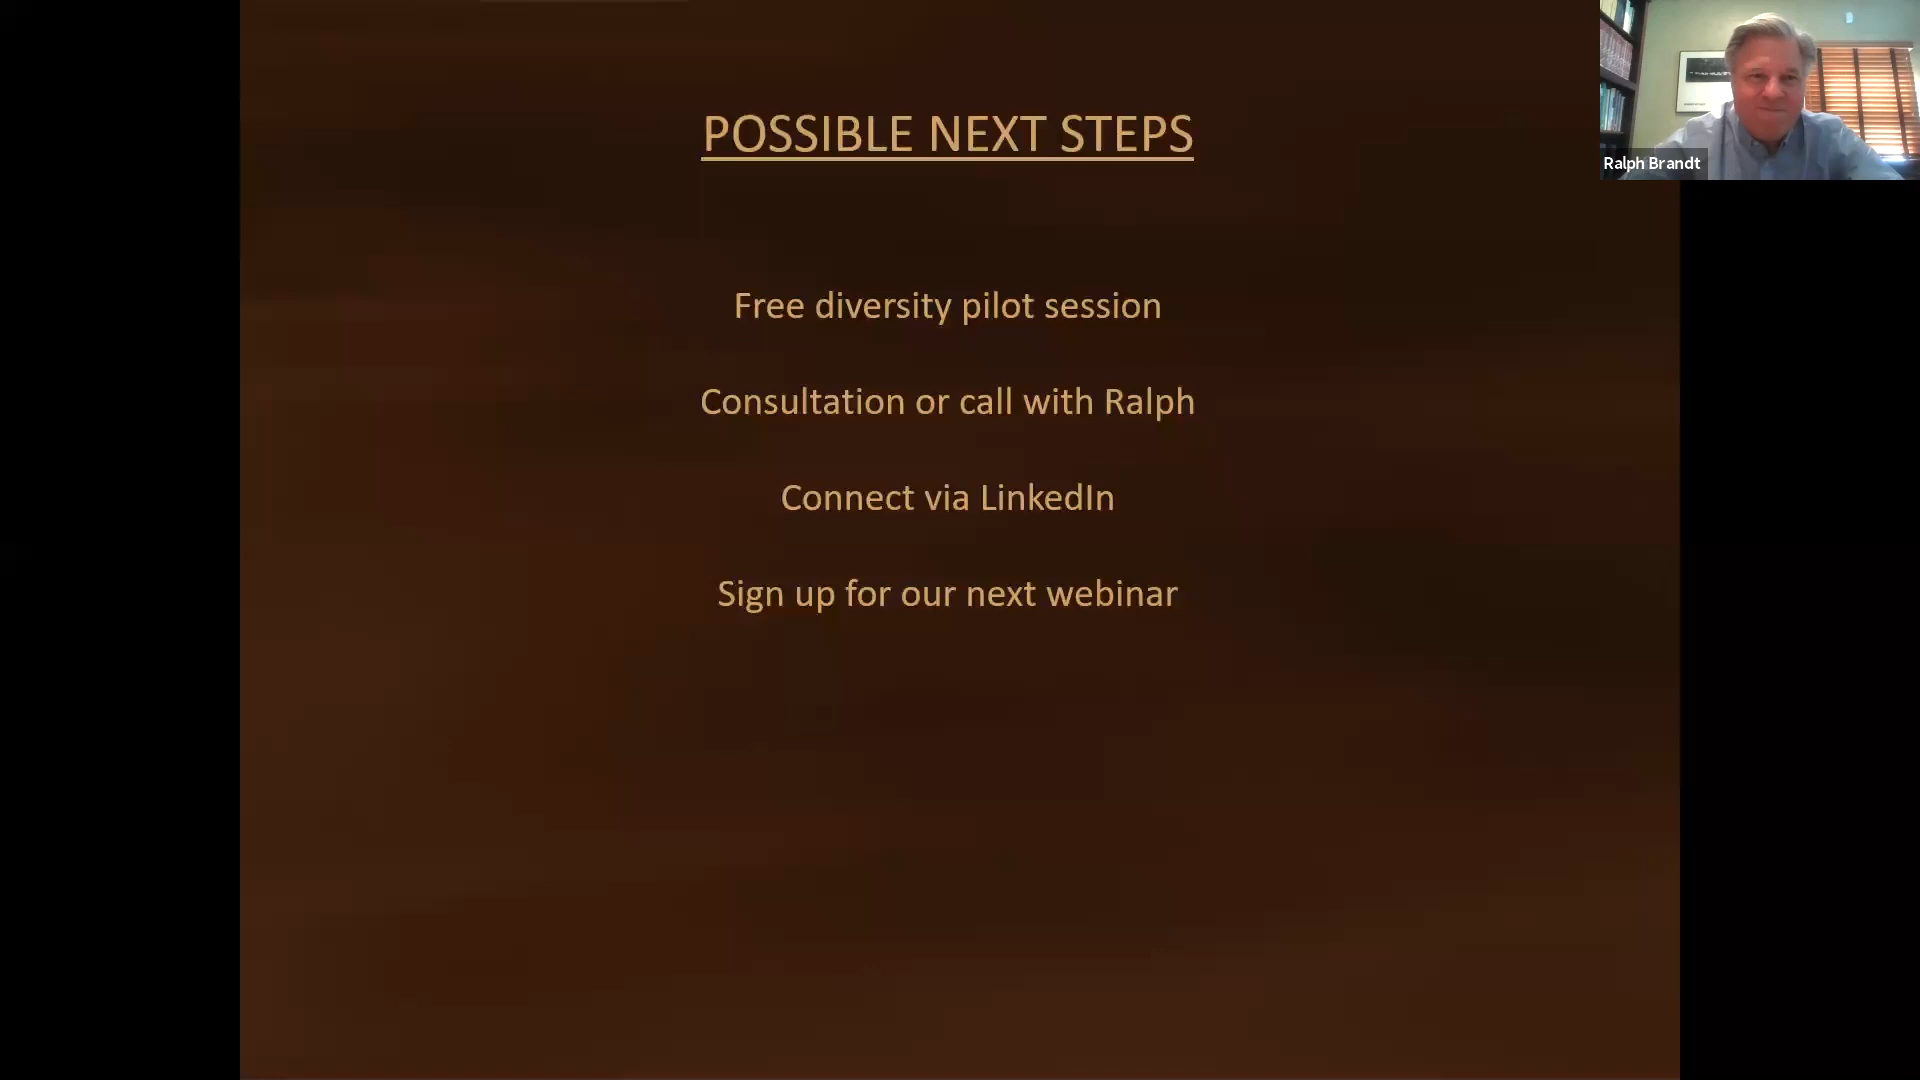 POSSIBLE NEXT STEPS
Ralph Brandt
Free diversity pilot session
Consultation or call with Ralph
Connect via LinkedIn
Sign up for our next webinar